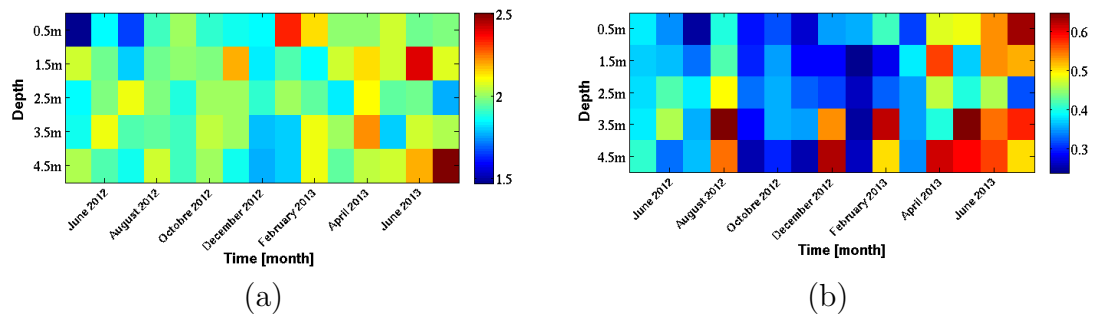 0.5m
1.5m
2.5m
3.5m
4.5m
Depth
June 2012
August 2012
Octobre 2012
December 2012
February 2013
April 2013
June 2013
Time [month]
2.5
2
1.5
(a)
0.5m
1.5m
2.5m
3.5m
4.5m
Depth
June 2012
August 2012
Octobre 2012
December 2012
February 2013
April 2013
June 2013
Time [month]
0.6
0.5
0.4
0.3
(b)